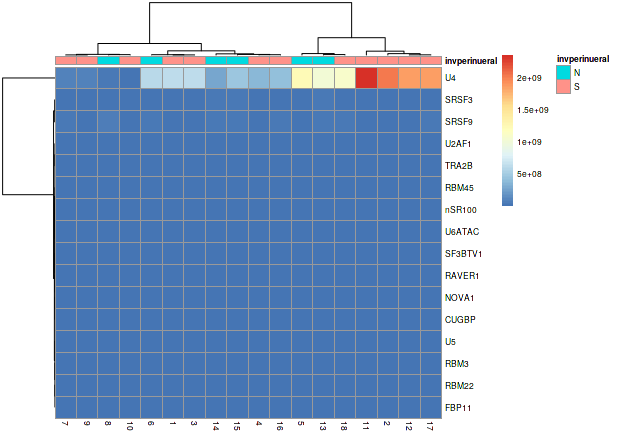 invperinueral
U4
SRSF3
SRSF9
U2AF1
TRA2B
RBM45
nSR100
U6ATAC
SF3BTV1
RAVER1
NOVA1
CUGBP
U5
RBM3
RBM22
FBP11
7 9 8 10 6 1 3 14 15 4 16 5 13 18 11 2 12 17
2e+09
1.5e+09
1e+09
5e+08
invperinueral
N
S